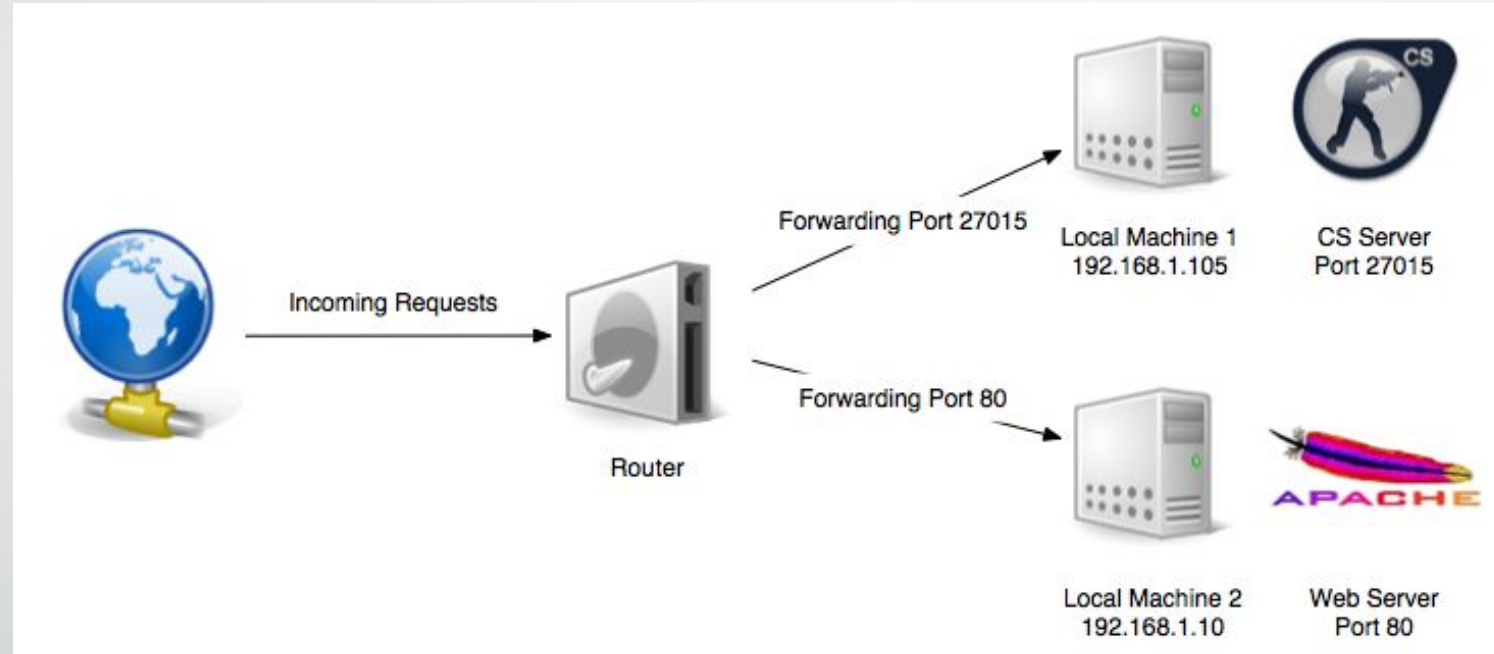 CS
Forwarding Port 27015
Local Machine 1
192.168.1.105
CS Server
Port 27015
Incoming Requests
Router
Forwarding Port 80
APACHE
Local Machine 2
192.168.1.10
Web Server
Port 80